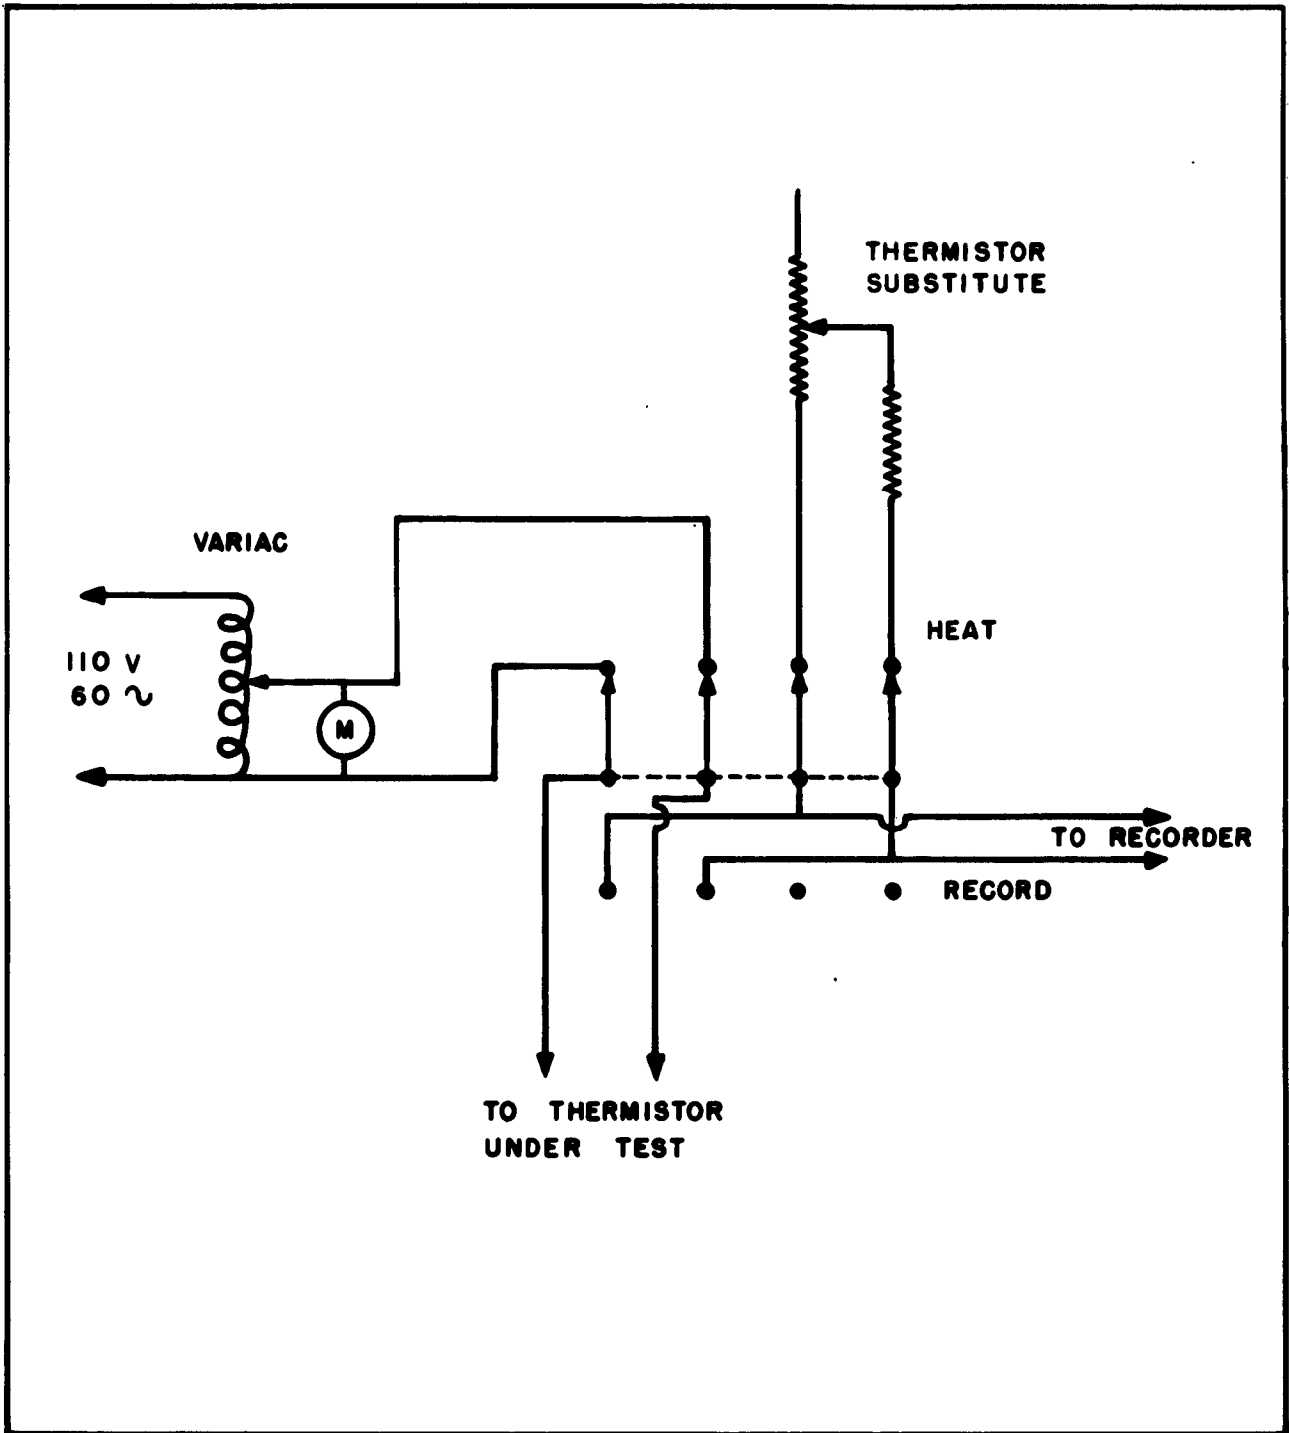 THERMISTOR
SUBSTITUTE
VARIAC
HEAT
110 V
60 ~
M
TO RECORDER
RECORD
TO THERMISTOR
UNDER TEST